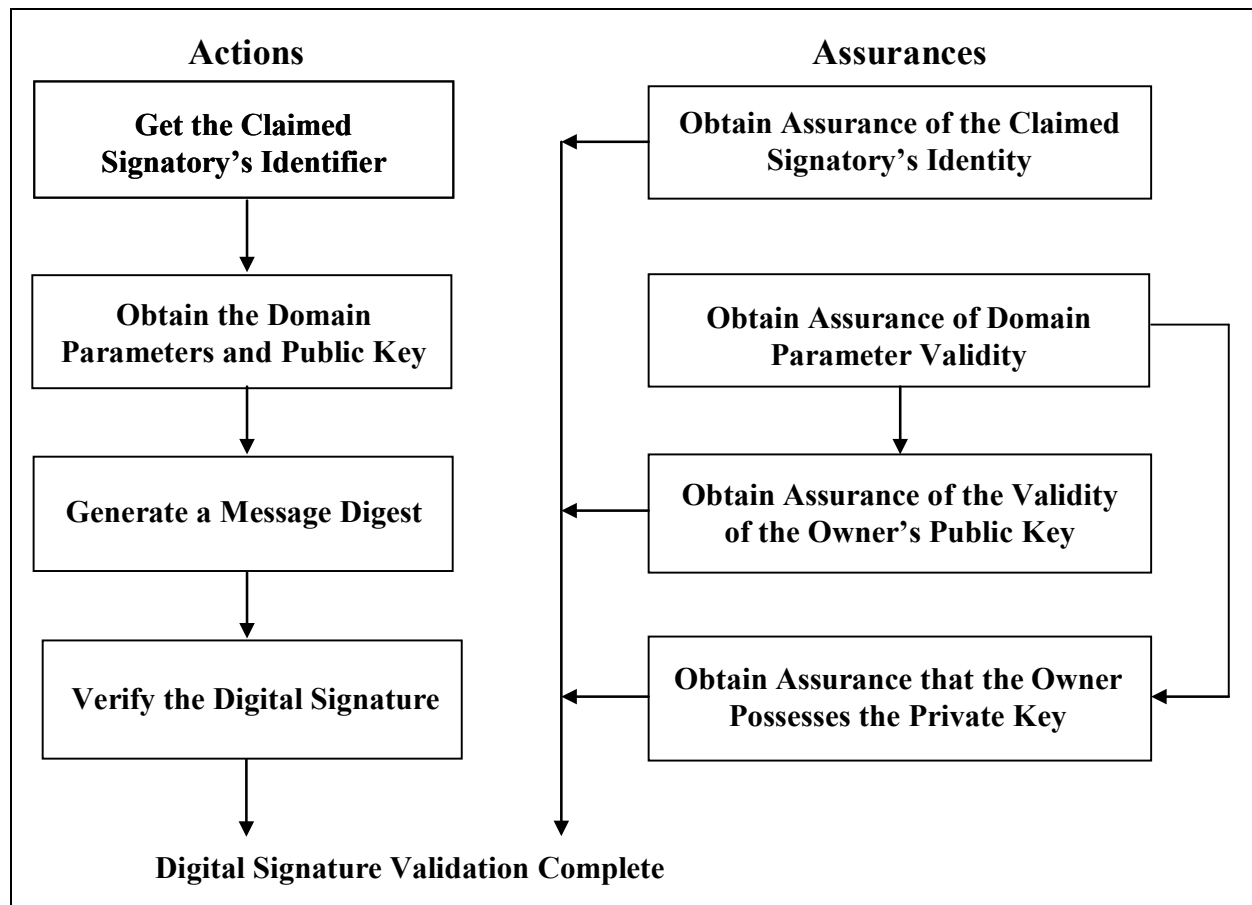 Actions
Get the Claimed
Signatory’s Identifier
Obtain the Domain
Parameters and Public Key
Generate a Message Digest
Verify the Digital Signature
Assurances
Obtain Assurance of the Claimed
Signatory’s Identity
Obtain Assurance of Domain
Parameter Validity
Obtain Assurance of the Validity
of the Owner’s Public Key
Obtain Assurance that the Owner
Possesses the Private Key
Digital Signature Validation Complete